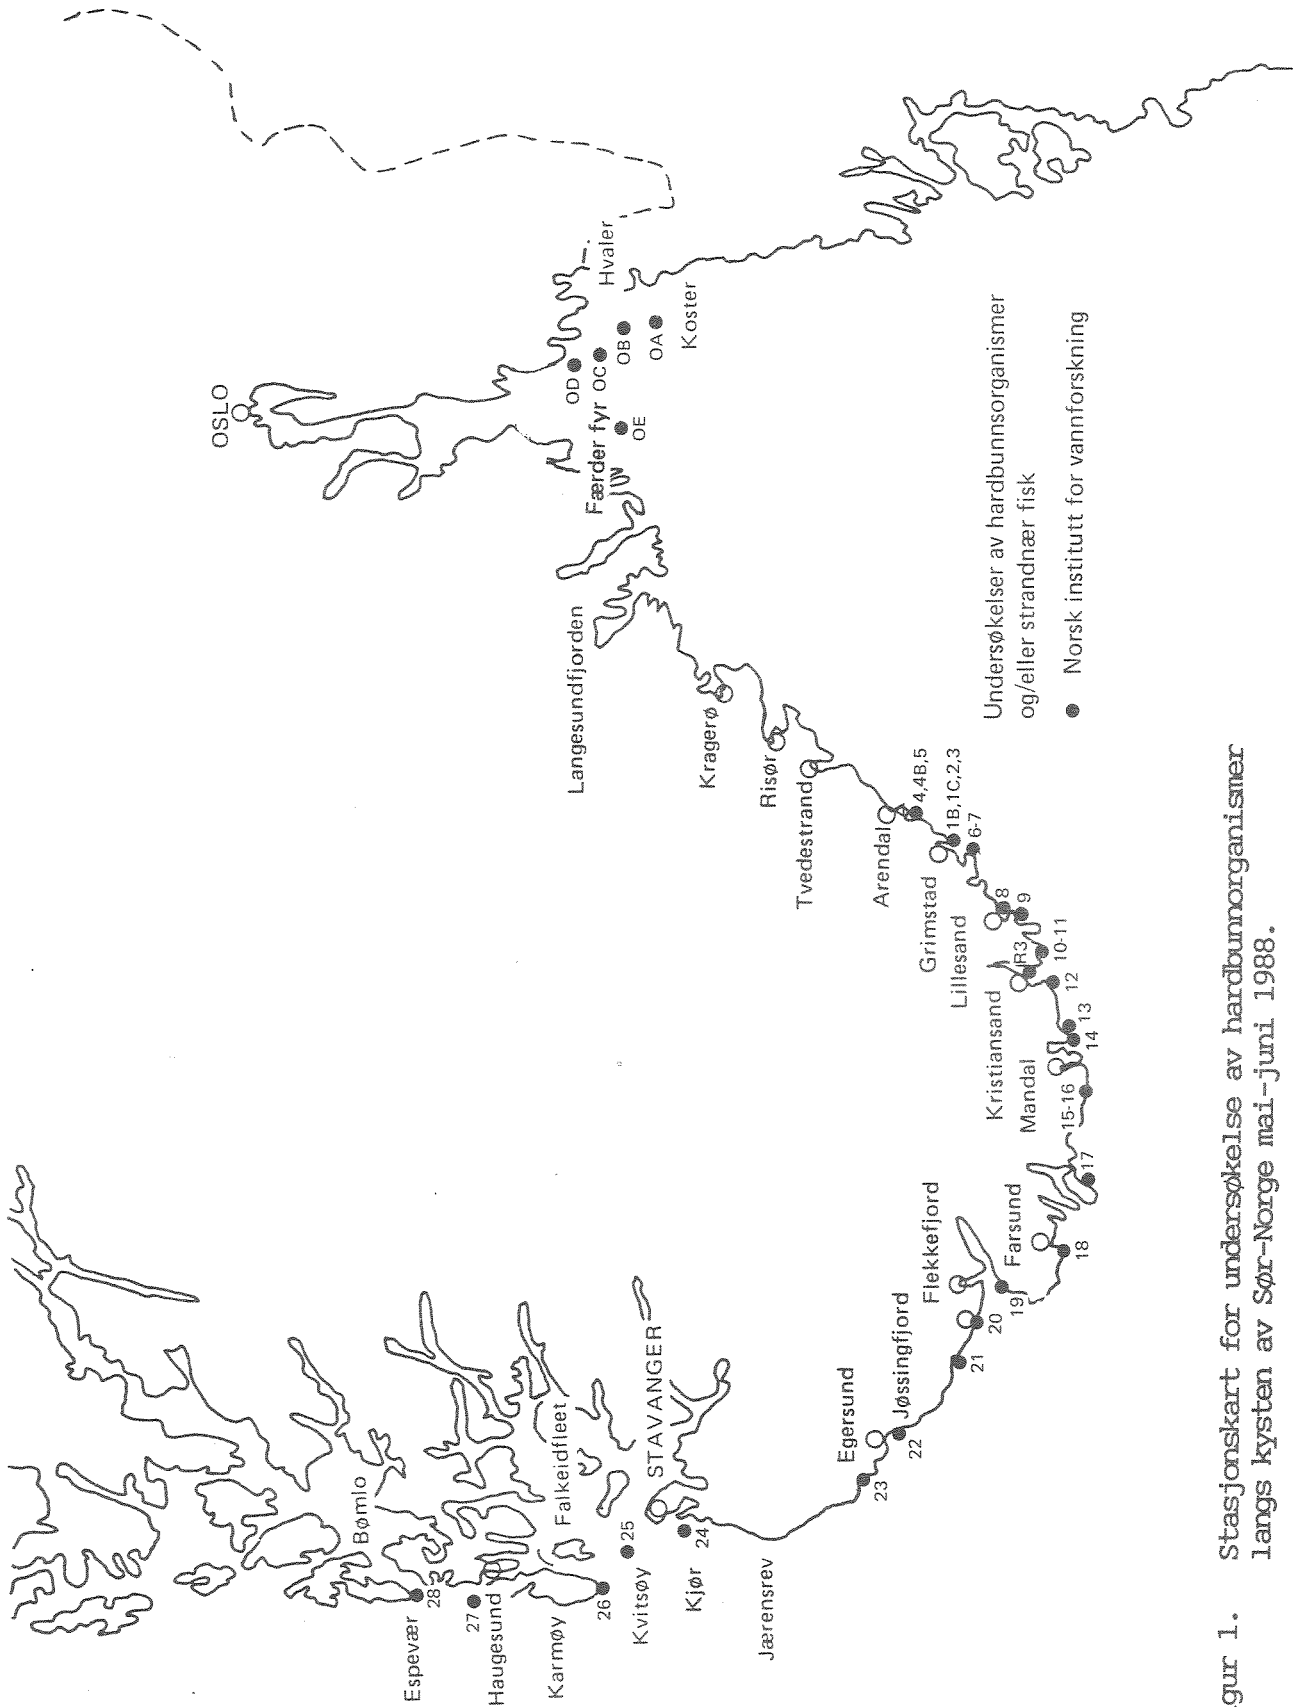 OSLO
Hvaler
OD
OC
OB
OA
Koster
Færder fyr
OE
Langesundfjorden
Kragerø
Risør
Tvedestrand
Arendal
4,4B,5
1B,1C,2,3
Grimstad
6-7
Lillesand
8
9
Kristiansand
R3
10-11
12
Mandal
13
14
15-16
17
Farsund
18
Flekkefjord
19
20
21
Jøssingfjord
22
Egersund
23
Jærensrev
STAVANGER
Kjør
24
Kvitsøy
25
Falkeidfleet
26
Karmøy
Haugesund
27
Bømlo
Espevær
28
Undersøkelser av hardbunnsorganismer
og/eller strandnær fisk
● Norsk institutt for vannforskning
gur 1. Stasjonskart for undersøkelse av hardbunnorganismer
langs kysten av Sør-Norge mai-juni 1988.